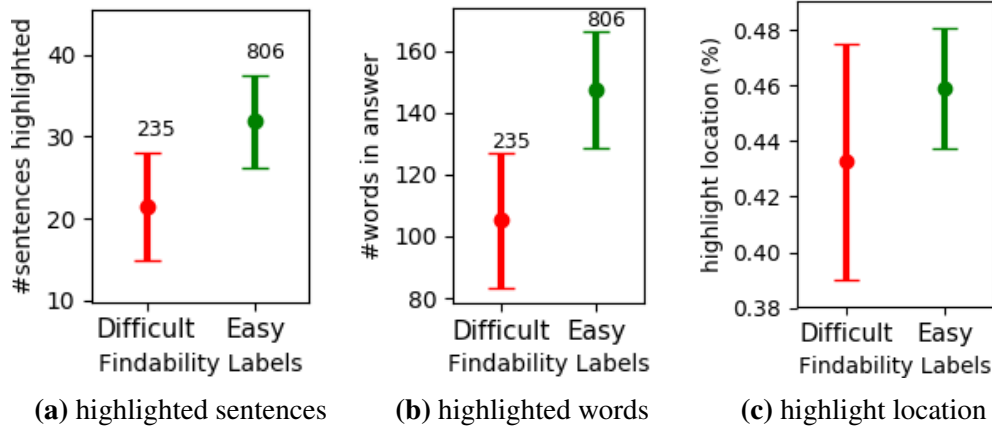 #sentences highlighted
40
30
20
10
235
806
Difficult Easy
Findability Labels
(a) highlighted sentences
#words in answer
160
140
120
100
80
235
806
Difficult Easy
Findability Labels
(b) highlighted words
highlight location (%)
0.48
0.46
0.44
0.42
0.40
0.38
Difficult Easy
Findability Labels
(c) highlight location